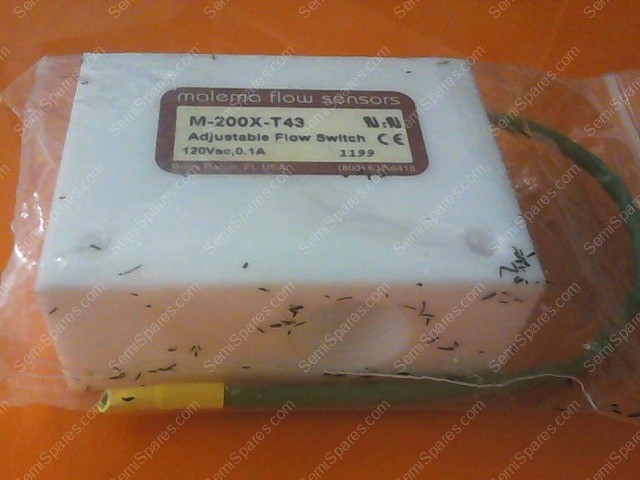 malema flow sensors
M-200X-T43
Adjustable Flow Switch CE
120Vac,0.1A 1199
SemiSpares.com